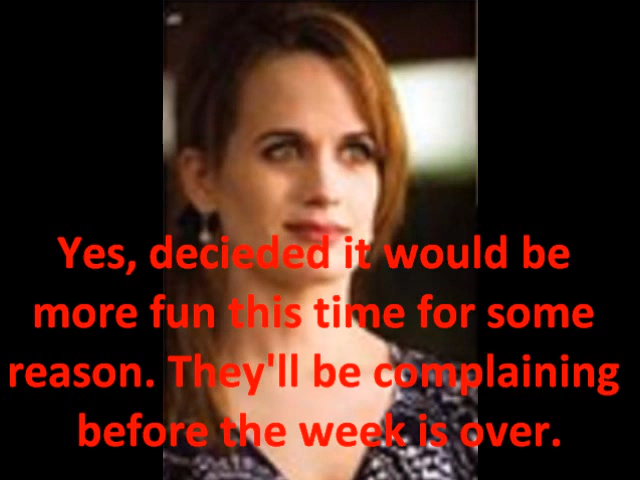 Yes, decieded it would be
more fun this time for some
reason. They'll be complaining
before the week is over.